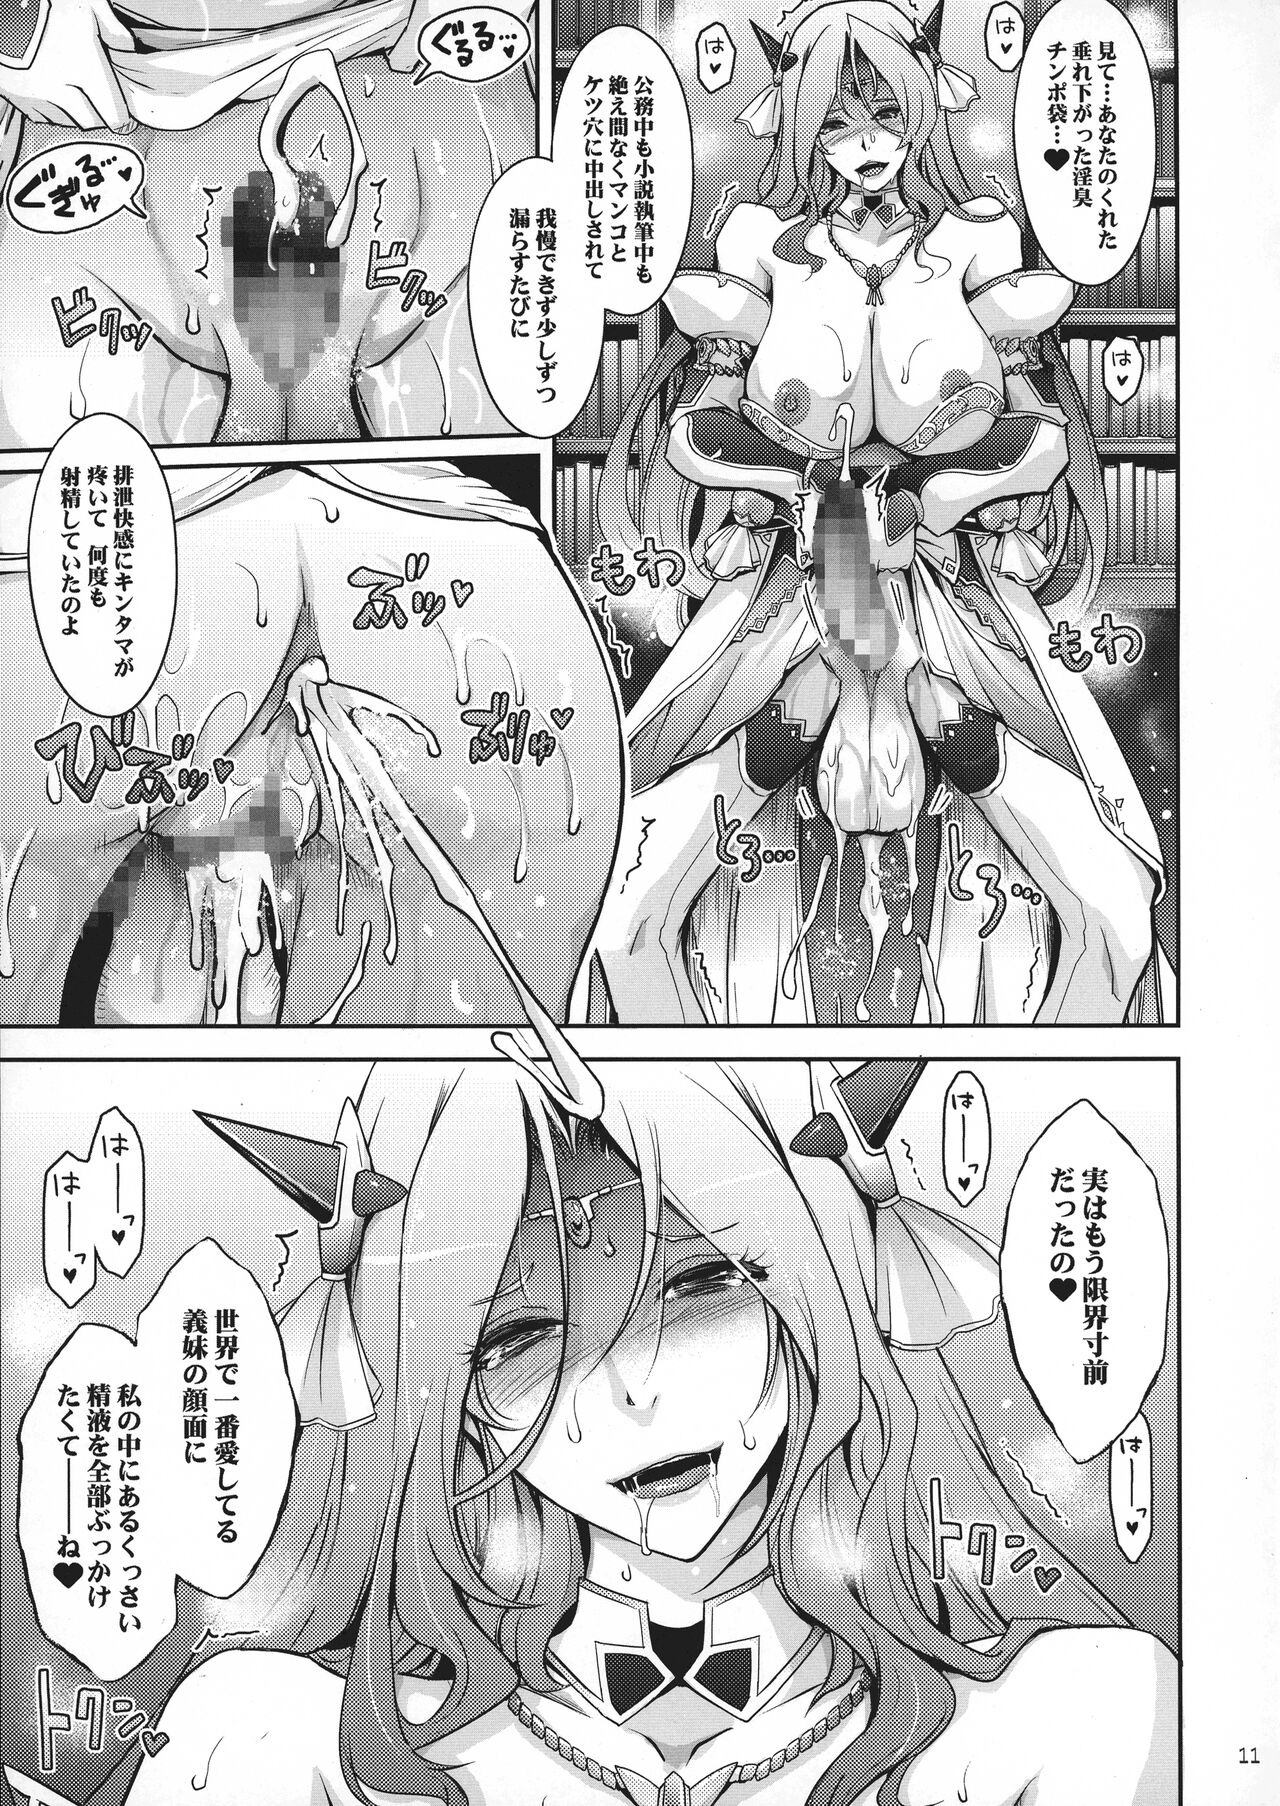 見て…あなたのくれた
垂れ下がった淫臭
チンポ袋…♥
は♥
は♥
は♥
もわ
もわ
とろ…
とろ…
公務中も小説執筆中も
絶え間なくマンコと
ケツ穴に中出しされて
我慢できず少しずつ
漏らすたびに
ぐるる…
ぐぎゅるる…♥
ビクッ
ビクッ
排泄快感にキンタマが
疼いて 何度も
射精していたのよ
ぶッ♥
ぶりゅ♥
びぶッ♥
実はもう限界寸前
だったの♥
はーっ♥
はーっ♥
はーっ♥
はーっ♥
世界で一番愛してる
義妹の顔面に
私の中にあるくっさい
精液を全部ぶっかけ
たくて――ね♥
トクン♥
トクン♥
11